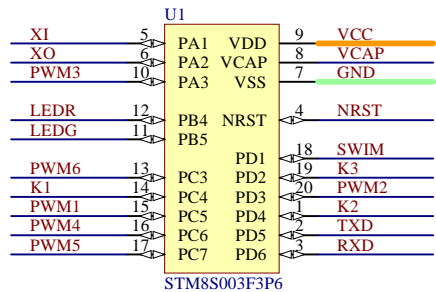 U1
XI 5 PA1 VDD 9 VCC
XO 6 PA2 VCAP 8 VCAP
PWM3 10 PA3 VSS 7 GND
LEDR 12 PB4 NRST 4 NRST
LEDG 11 PB5
PD1 18 SWIM
PWM6 13 PC3 PD2 19 K3
K1 14 PC4 PD3 20 PWM2
PWM1 15 PC5 PD4 1 K2
PWM4 16 PC6 PD5 2 TXD
PWM5 17 PC7 PD6 3 RXD
STM8S003F3P6